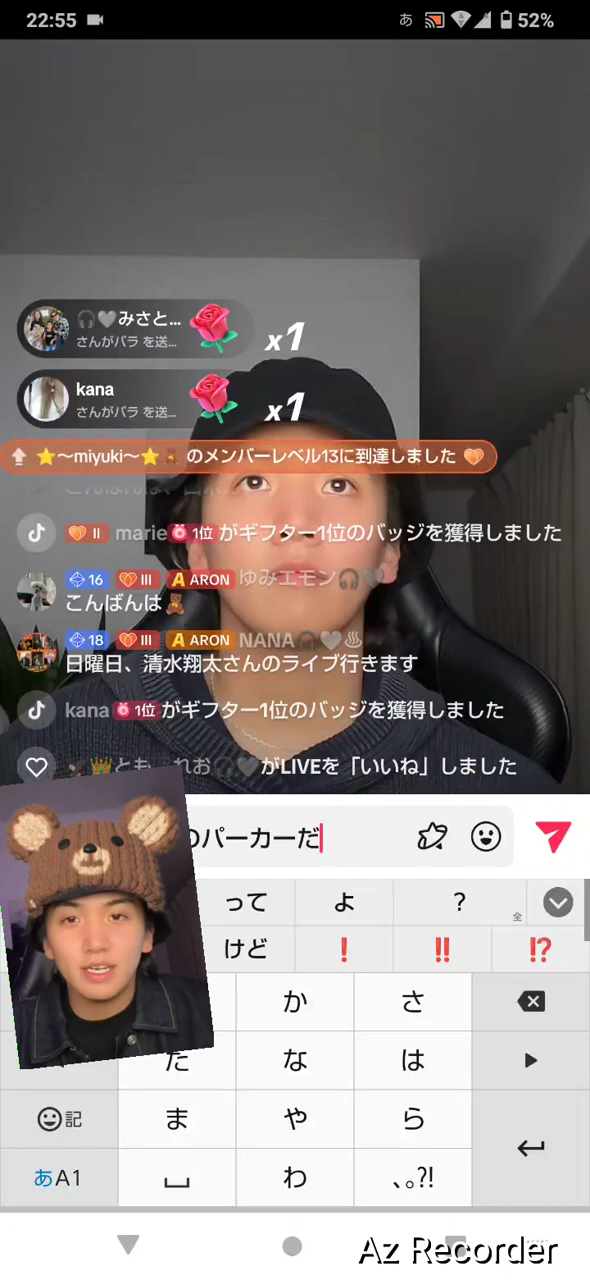 22:55
あ
52%
🎧🩶みさと...
さんがバラ を送...
x1
kana
さんがバラ を送...
x1
⭐〜miyuki〜⭐🧸 のメンバーレベル13に到達しました
II marie 1位 がギフター1位のバッジを獲得しました
16 III A ARON ゆみエモン🎧🩶
こんばんは🧸
18 III A ARON NANA🎧🩶♨
日曜日、清水翔太さんのライブ行きます
kana 1位 がギフター1位のバッジを獲得しました
👑とも れお🎧🩶がLIVEを「いいね」しました
のパーカーだ
って よ ? 全
けど ❗ ‼ ⁉
か さ
た な は
記 ま や ら
あA1 わ 、。?!
Az Recorder